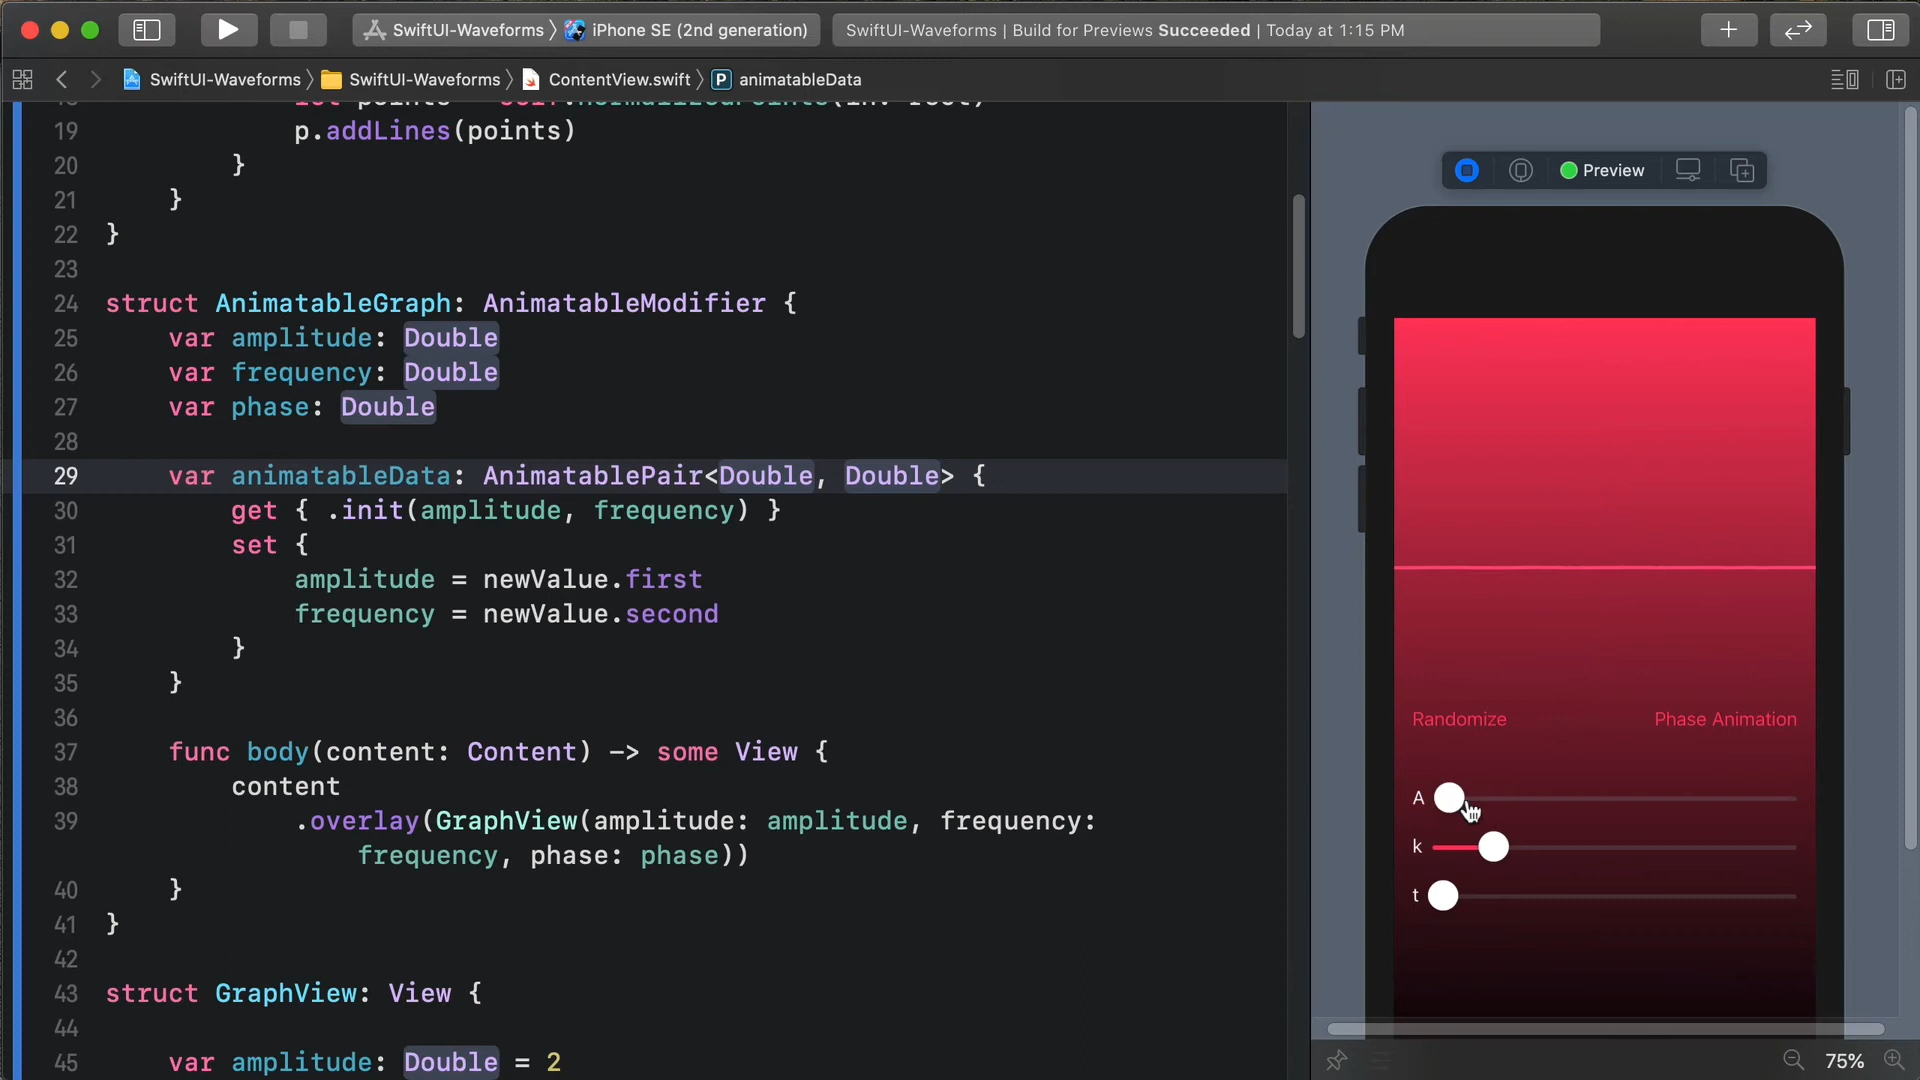 SwiftUI-Waveforms 〉 iPhone SE (2nd generation)
SwiftUI-Waveforms | Build for Previews Succeeded | Today at 1:15 PM
SwiftUI-Waveforms 〉 SwiftUI-Waveforms 〉 ContentView.swift 〉 P animatableData
19 p.addLines(points)
20 }
21 }
22 }
23
24 struct AnimatableGraph: AnimatableModifier {
25 var amplitude: Double
26 var frequency: Double
27 var phase: Double
28
29 var animatableData: AnimatablePair<Double, Double> {
30 get { .init(amplitude, frequency) }
31 set {
32 amplitude = newValue.first
33 frequency = newValue.second
34 }
35 }
36
37 func body(content: Content) -> some View {
38 content
39 .overlay(GraphView(amplitude: amplitude, frequency:
frequency, phase: phase))
40 }
41 }
42
43 struct GraphView: View {
44
45 var amplitude: Double = 2
Preview
Randomize Phase Animation
A
k
t
75%